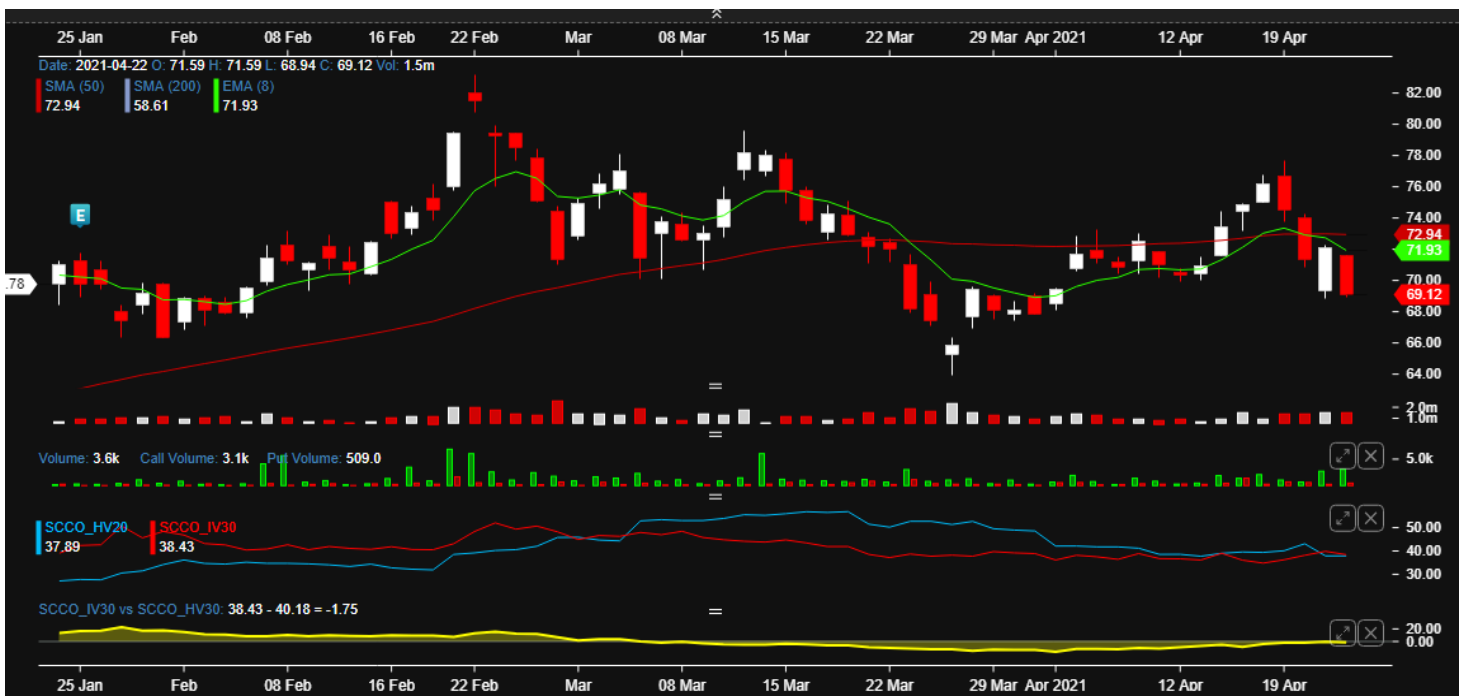 25 Jan Feb 08 Feb 16 Feb 22 Feb Mar 08 Mar 15 Mar 22 Mar 29 Mar Apr 2021 12 Apr 19 Apr
Date: 2021-04-22 O: 71.59 H: 71.59 L: 68.94 C: 69.12 Vol: 1.5m
SMA (50) SMA (200) EMA (8)
72.94 58.61 71.93
82.00
80.00
78.00
76.00
74.00
E
72.94
71.93
70.00
.78
69.12
68.00
66.00
64.00
2.0m
1.0m
Volume: 3.6k Call Volume: 3.1k Put Volume: 509.0
5.0k
SCCO_HV20 SCCO_IV30
37.89 38.43
50.00
40.00
30.00
SCCO_IV30 vs SCCO_HV30: 38.43 - 40.18 = -1.75
20.00
0.00
25 Jan Feb 08 Feb 16 Feb 22 Feb Mar 08 Mar 15 Mar 22 Mar 29 Mar Apr 2021 12 Apr 19 Apr